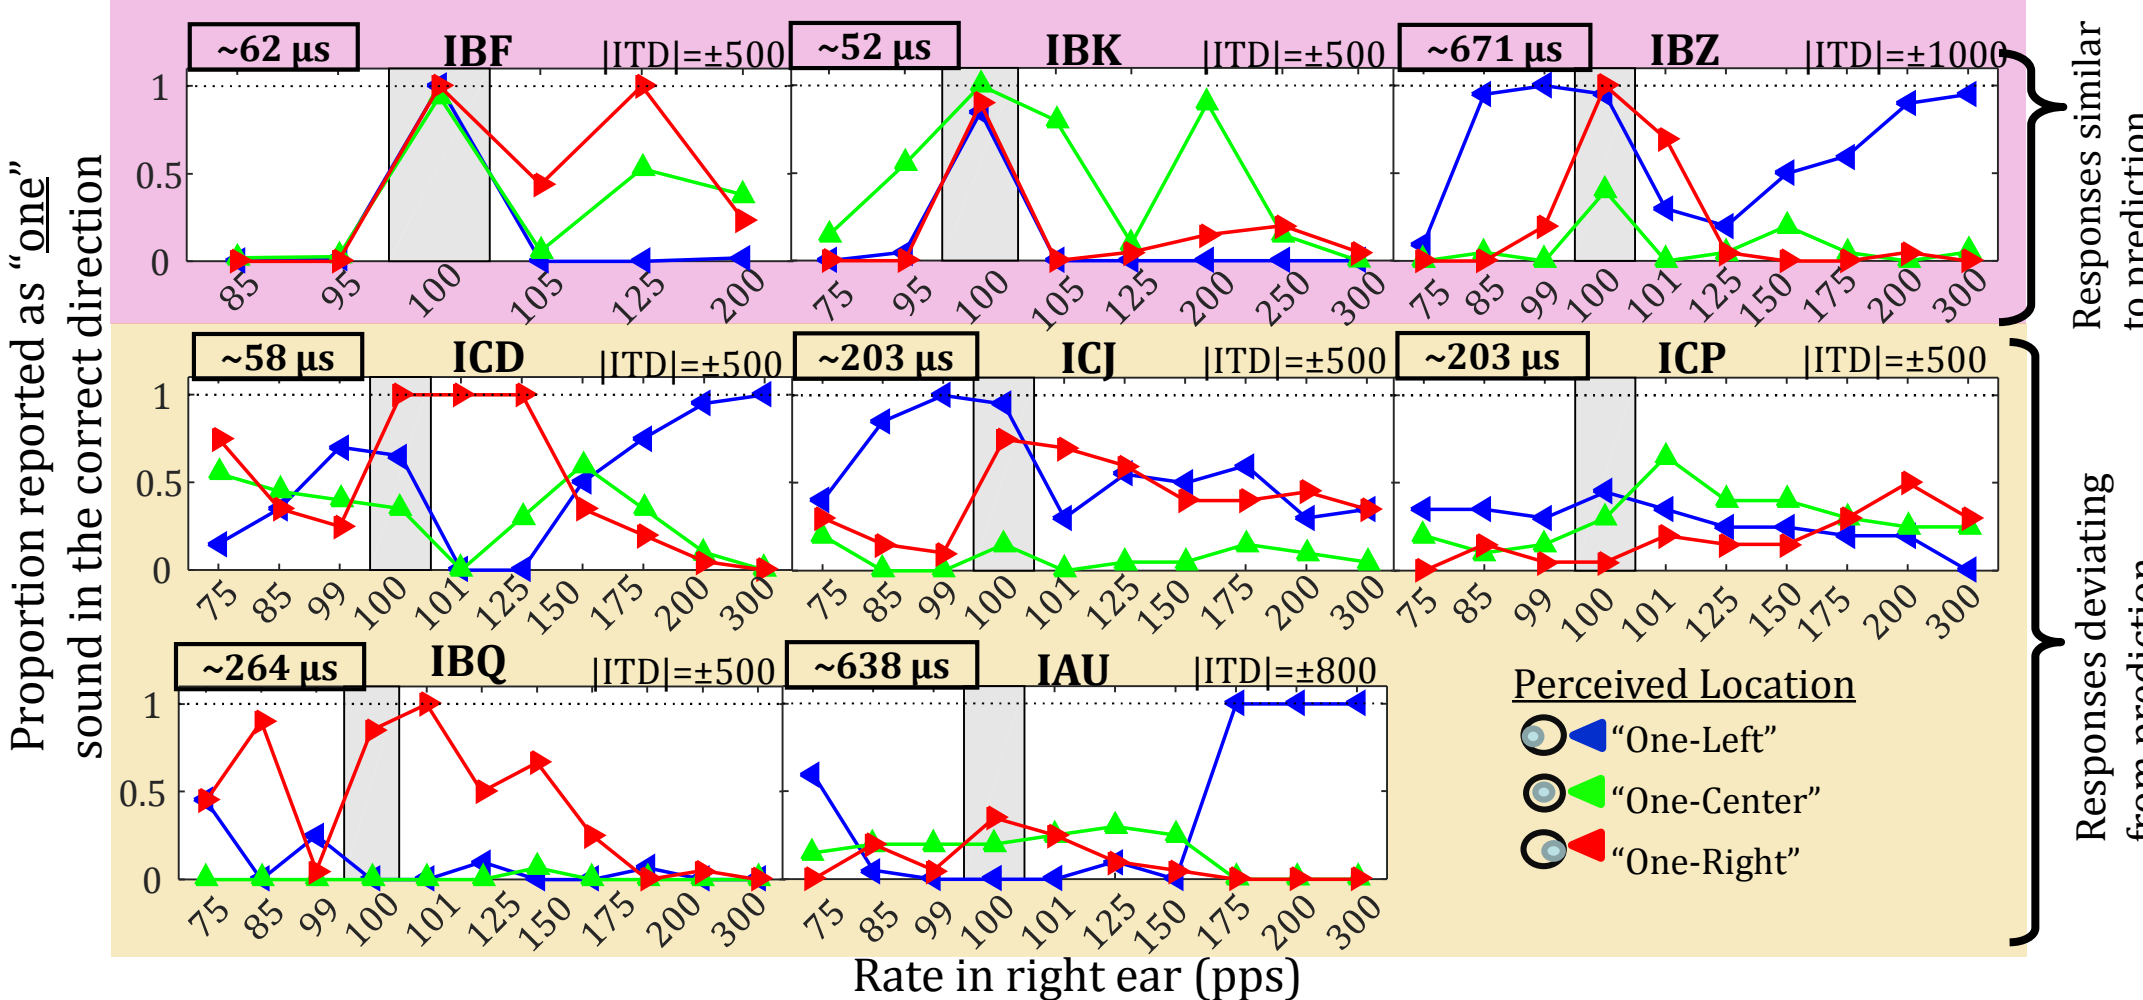 ~62 μs IBF |ITD|=±500
~52 μs IBK |ITD|=±500
~671 μs IBZ |ITD|=±1000
1
0.5
0
85 95 100 105 125 200
75 95 100 105 125 200 250 300
75 85 99 100 101 125 150 175 200 300
Responses similar
to prediction
Proportion reported as “one”
sound in the correct direction
~58 μs ICD |ITD|=±500
~203 μs ICJ |ITD|=±500
~203 μs ICP |ITD|=±500
1
0.5
0
75 85 99 100 101 125 150 175 200 300
75 85 99 100 101 125 150 175 200 300
75 85 99 100 101 125 150 175 200 300
Responses deviating
from prediction
~264 μs IBQ |ITD|=±500
~638 μs IAU |ITD|=±800
1
0.5
0
75 85 99 100 101 125 150 175 200 300
75 85 99 100 101 125 150 175 200 300
Perceived Location
“One-Left”
“One-Center”
“One-Right”
Rate in right ear (pps)